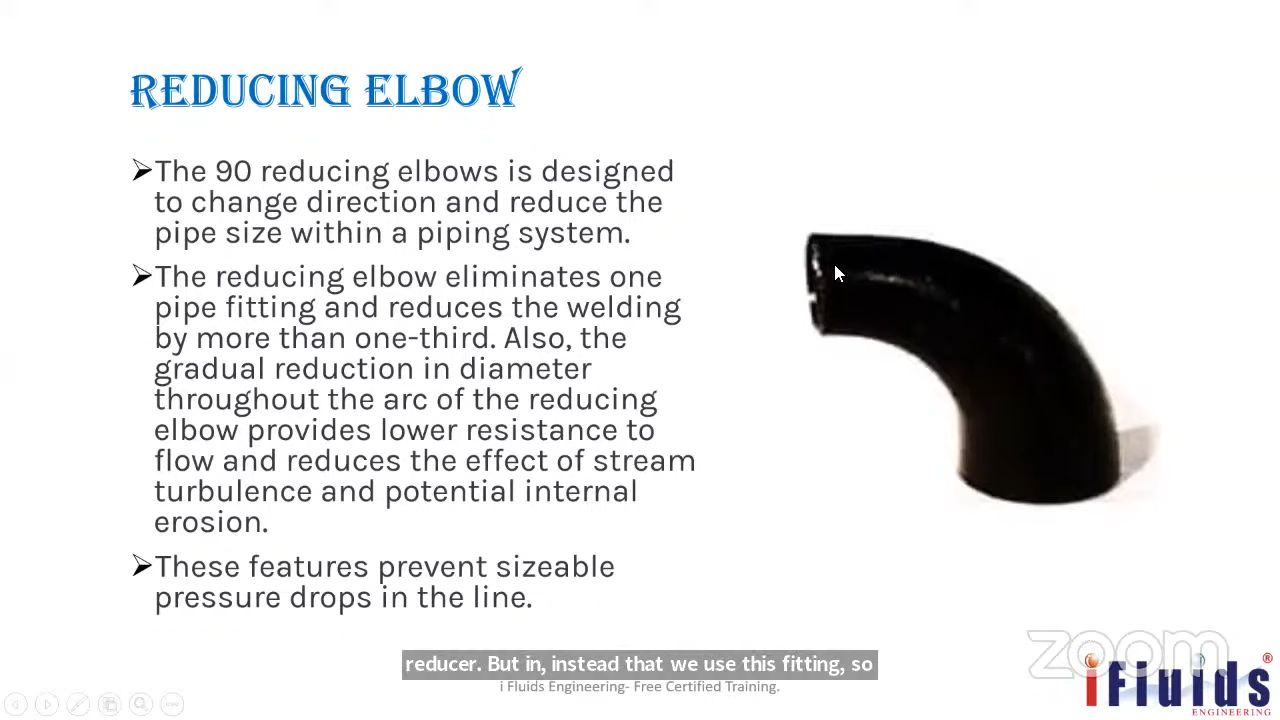 REDUCING ELBOW
➢The 90 reducing elbows is designed
to change direction and reduce the
pipe size within a piping system.
➢The reducing elbow eliminates one
pipe fitting and reduces the welding
by more than one-third. Also, the
gradual reduction in diameter
throughout the arc of the reducing
elbow provides lower resistance to
flow and reduces the effect of stream
turbulence and potential internal
erosion.
➢These features prevent sizeable
pressure drops in the line.
reducer. But in, instead that we use this fitting, so
i Fluids Engineering- Free Certified Training.
zoom
iFluids®
ENGINEERING